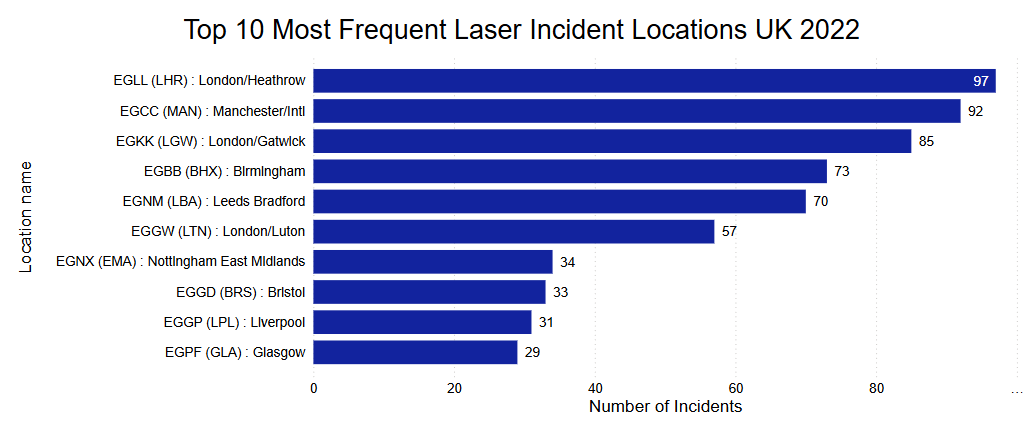 Top 10 Most Frequent Laser Incident Locations UK 2022
Location name
EGLL (LHR) : London/Heathrow 97
EGCC (MAN) : Manchester/Intl 92
EGKK (LGW) : London/Gatwick 85
EGBB (BHX) : Birmingham 73
EGNM (LBA) : Leeds Bradford 70
EGGW (LTN) : London/Luton 57
EGNX (EMA) : Nottingham East Midlands 34
EGGD (BRS) : Bristol 33
EGGP (LPL) : Liverpool 31
EGPF (GLA) : Glasgow 29
0 20 40 60 80 ...
Number of Incidents